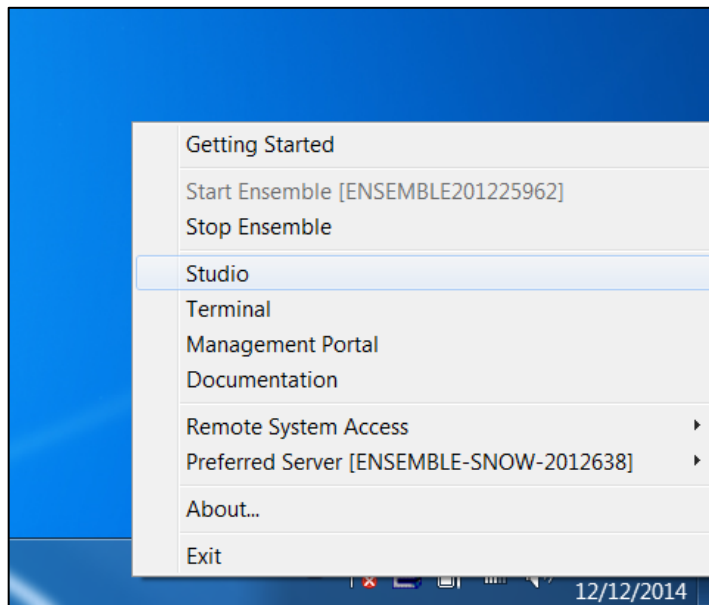 Getting Started
Start Ensemble [ENSEMBLE201225962]
Stop Ensemble
Studio
Terminal
Management Portal
Documentation
Remote System Access
Preferred Server [ENSEMBLE-SNOW-2012638]
About...
Exit
12/12/2014